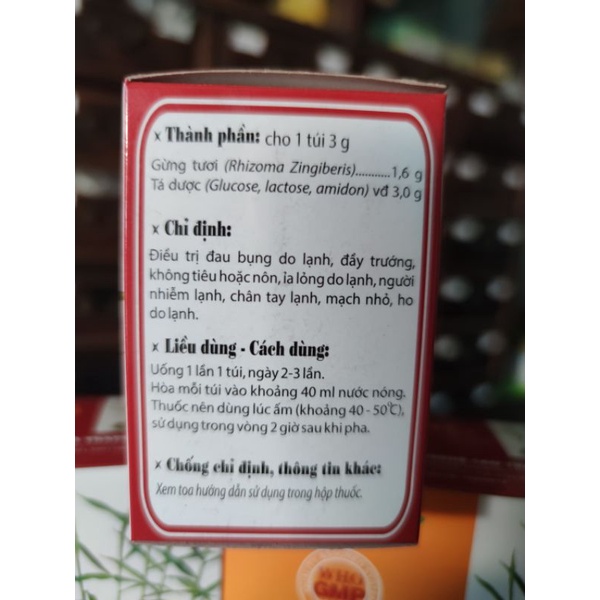 x Thành phần: cho 1 túi 3 g
Gừng tươi (Rhizoma Zingiberis)...........1,6 g
Tá dược (Glucose, lactose, amidon) vđ 3,0 g
x Chỉ định:
Điều trị đau bụng do lạnh, đầy trướng,
không tiêu hoặc nôn, ỉa lỏng do lạnh, người
nhiễm lạnh, chân tay lạnh, mạch nhỏ, ho
do lạnh.
x Liều dùng - Cách dùng:
Uống 1 lần 1 túi, ngày 2-3 lần.
Hòa mỗi túi vào khoảng 40 ml nước nóng.
Thuốc nên dùng lúc ấm (khoảng 40 - 50℃),
sử dụng trong vòng 2 giờ sau khi pha.
x Chống chỉ định, thông tin khác:
Xem toa hướng dẫn sử dụng trong hộp thuốc.
WHO
GMP